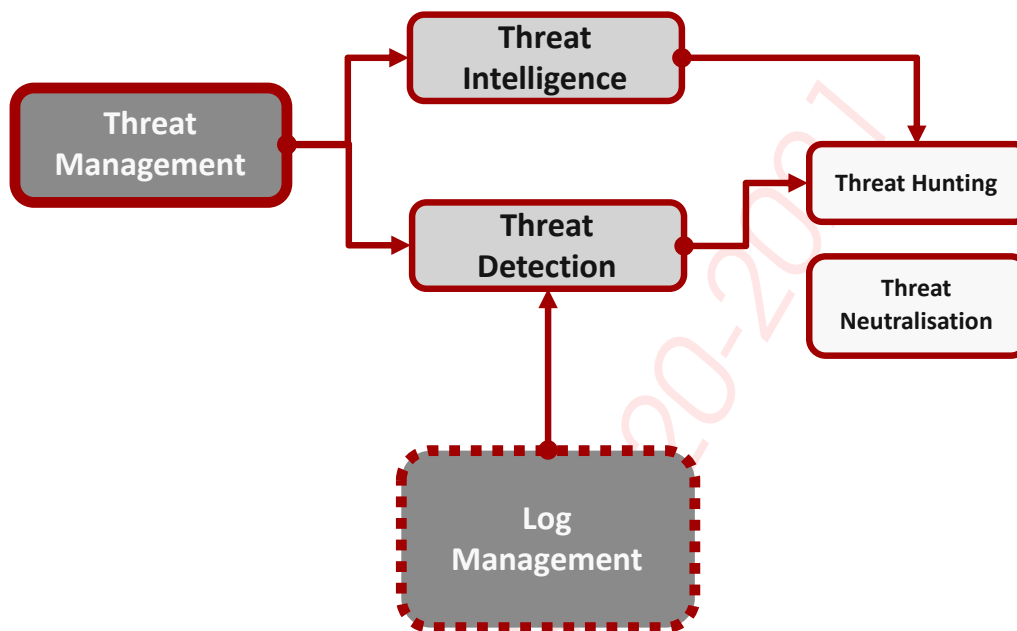 Threat
Management
Threat
Intelligence
Threat
Detection
Threat Hunting
Threat
Neutralisation
Log
Management